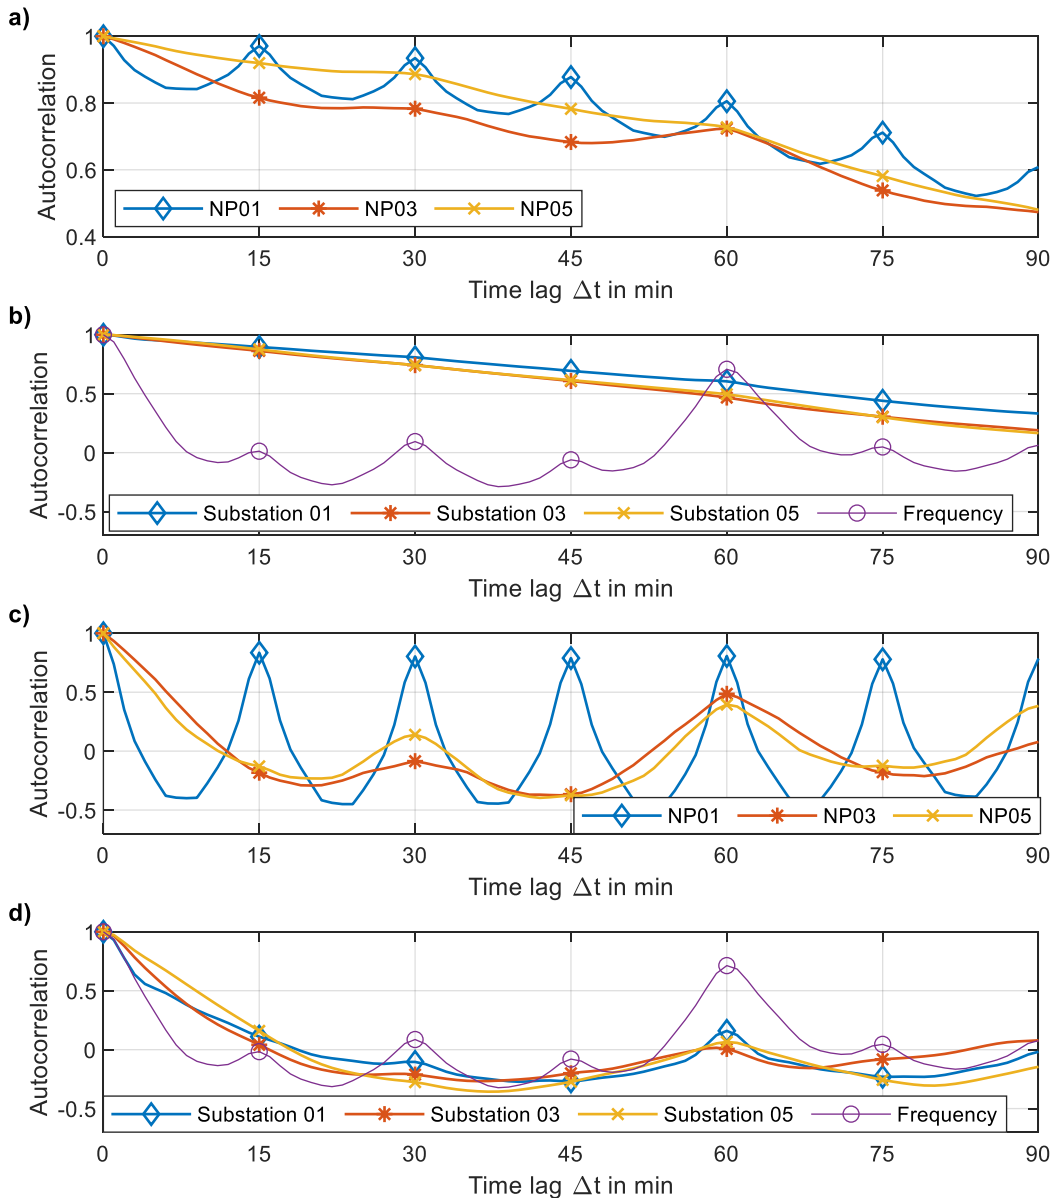 a)
1
0.8
0.6
0.4
Autocorrelation
NP01 NP03 NP05
0 15 30 45 60 75 90
Time lag Δt in min
b)
1
0.5
0
-0.5
Autocorrelation
Substation 01 Substation 03 Substation 05 Frequency
0 15 30 45 60 75 90
Time lag Δt in min
c)
1
0.5
0
-0.5
Autocorrelation
NP01 NP03 NP05
0 15 30 45 60 75 90
Time lag Δt in min
d)
1
0.5
0
-0.5
Autocorrelation
Substation 01 Substation 03 Substation 05 Frequency
0 15 30 45 60 75 90
Time lag Δt in min